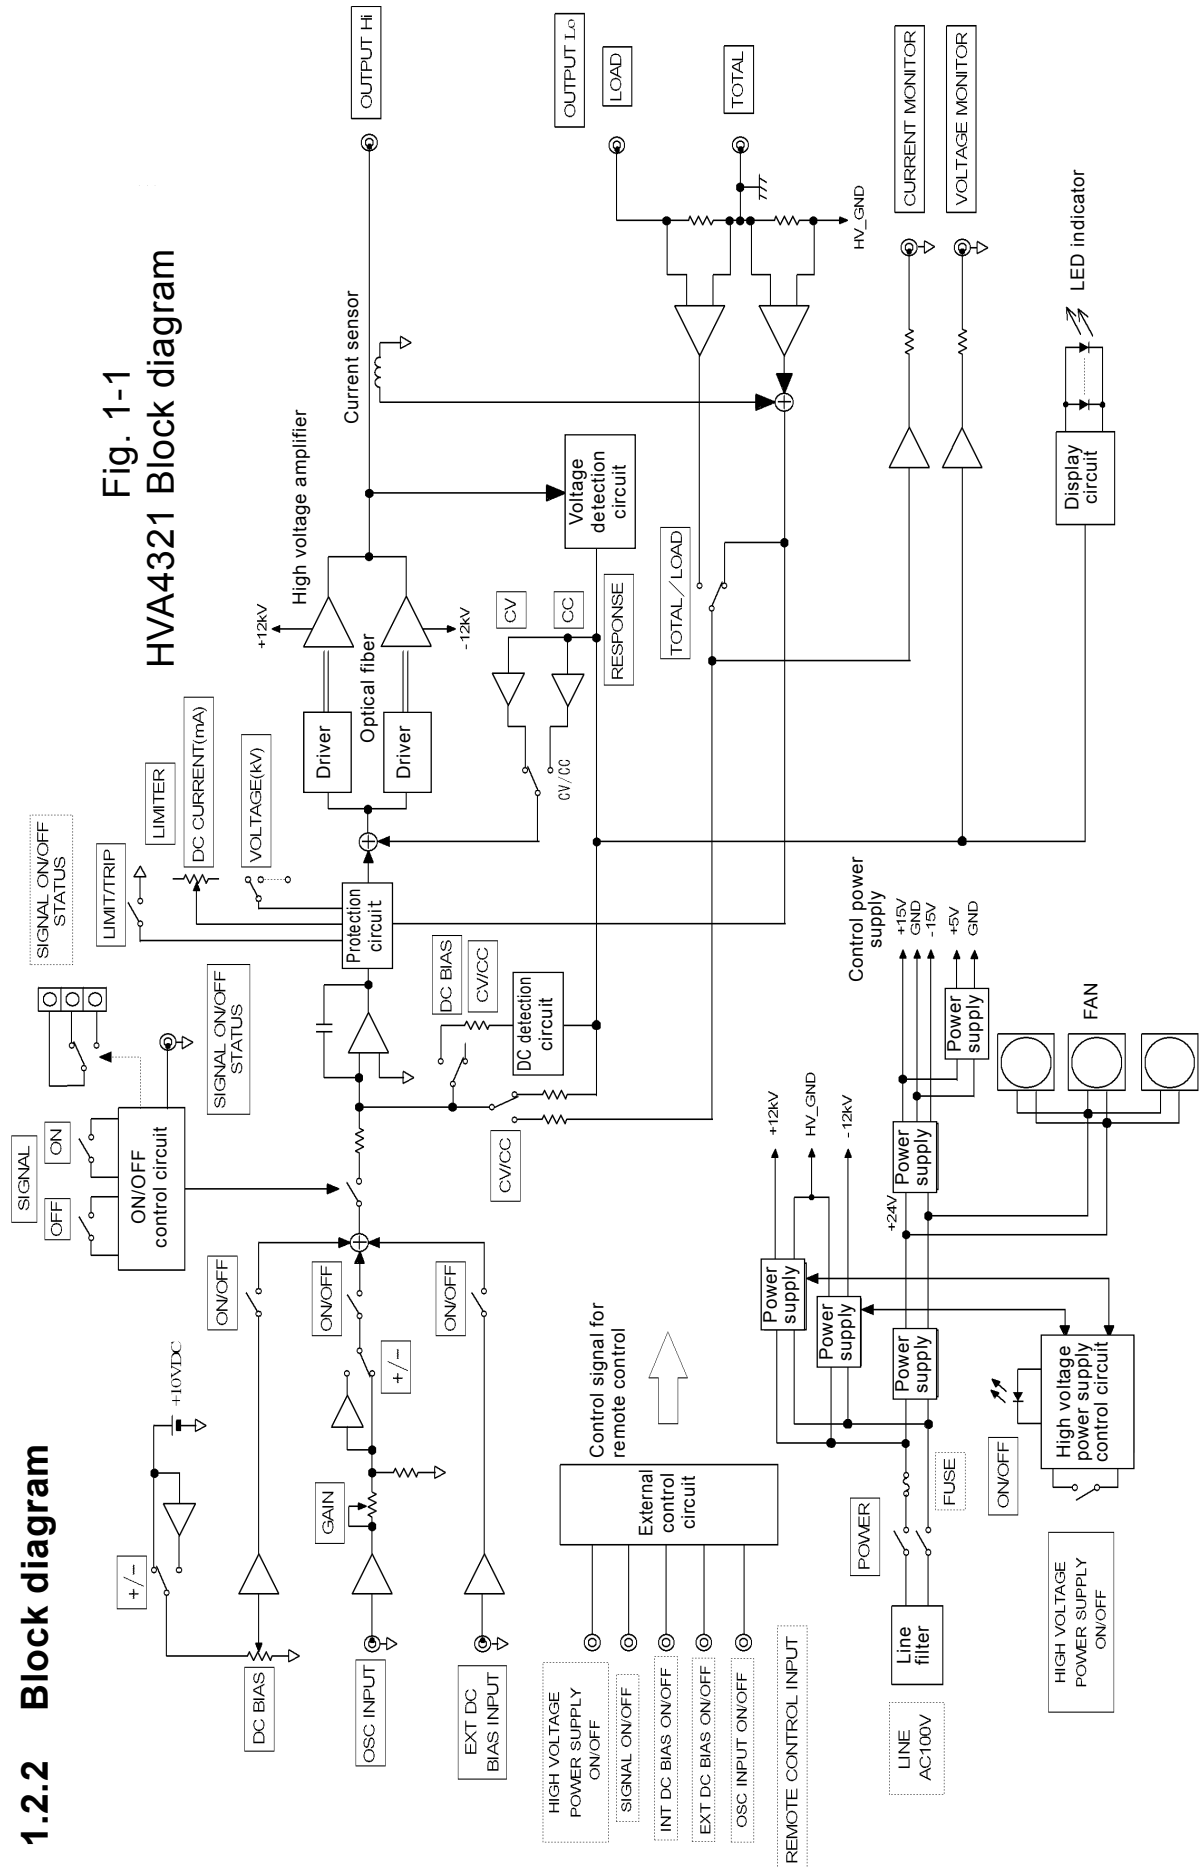 1.2.2 Block diagram
Fig. 1-1
HVA4321 Block diagram
+/−
+10VDC
DC BIAS
OSC INPUT
EXT DC
BIAS INPUT
GAIN
+/−
ON/OFF
ON/OFF
ON/OFF
SIGNAL
OFF
ON
ON/OFF
control circuit
SIGNAL ON/OFF
STATUS
SIGNAL ON/OFF
STATUS
LIMIT/TRIP
LIMITER
DC CURRENT(mA)
VOLTAGE(kV)
Protection
circuit
DC BIAS
CV/CC
DC detection
circuit
CV/CC
Driver
Driver
Optical fiber
+12kV
-12kV
High voltage amplifier
CV
CC
CV/CC
RESPONSE
Current sensor
Voltage
detection
circuit
TOTAL/LOAD
OUTPUT Hi
OUTPUT Lo
LOAD
TOTAL
HV_GND
CURRENT MONITOR
VOLTAGE MONITOR
Display
circuit
LED indicator
HIGH VOLTAGE
POWER SUPPLY
ON/OFF
SIGNAL ON/OFF
INT DC BIAS ON/OFF
EXT DC BIAS ON/OFF
OSC INPUT ON/OFF
REMOTE CONTROL INPUT
External
control
circuit
Control signal for
remote control
LINE
AC100V
Line
filter
POWER
FUSE
Power
supply
Power
supply
Power
supply
+12kV
HV_GND
-12kV
+24V
Power
supply
Power
supply
Control power
supply
+15V
GND
-15V
+5V
GND
FAN
HIGH VOLTAGE
POWER SUPPLY
ON/OFF
ON/OFF
High voltage
power supply
control circuit